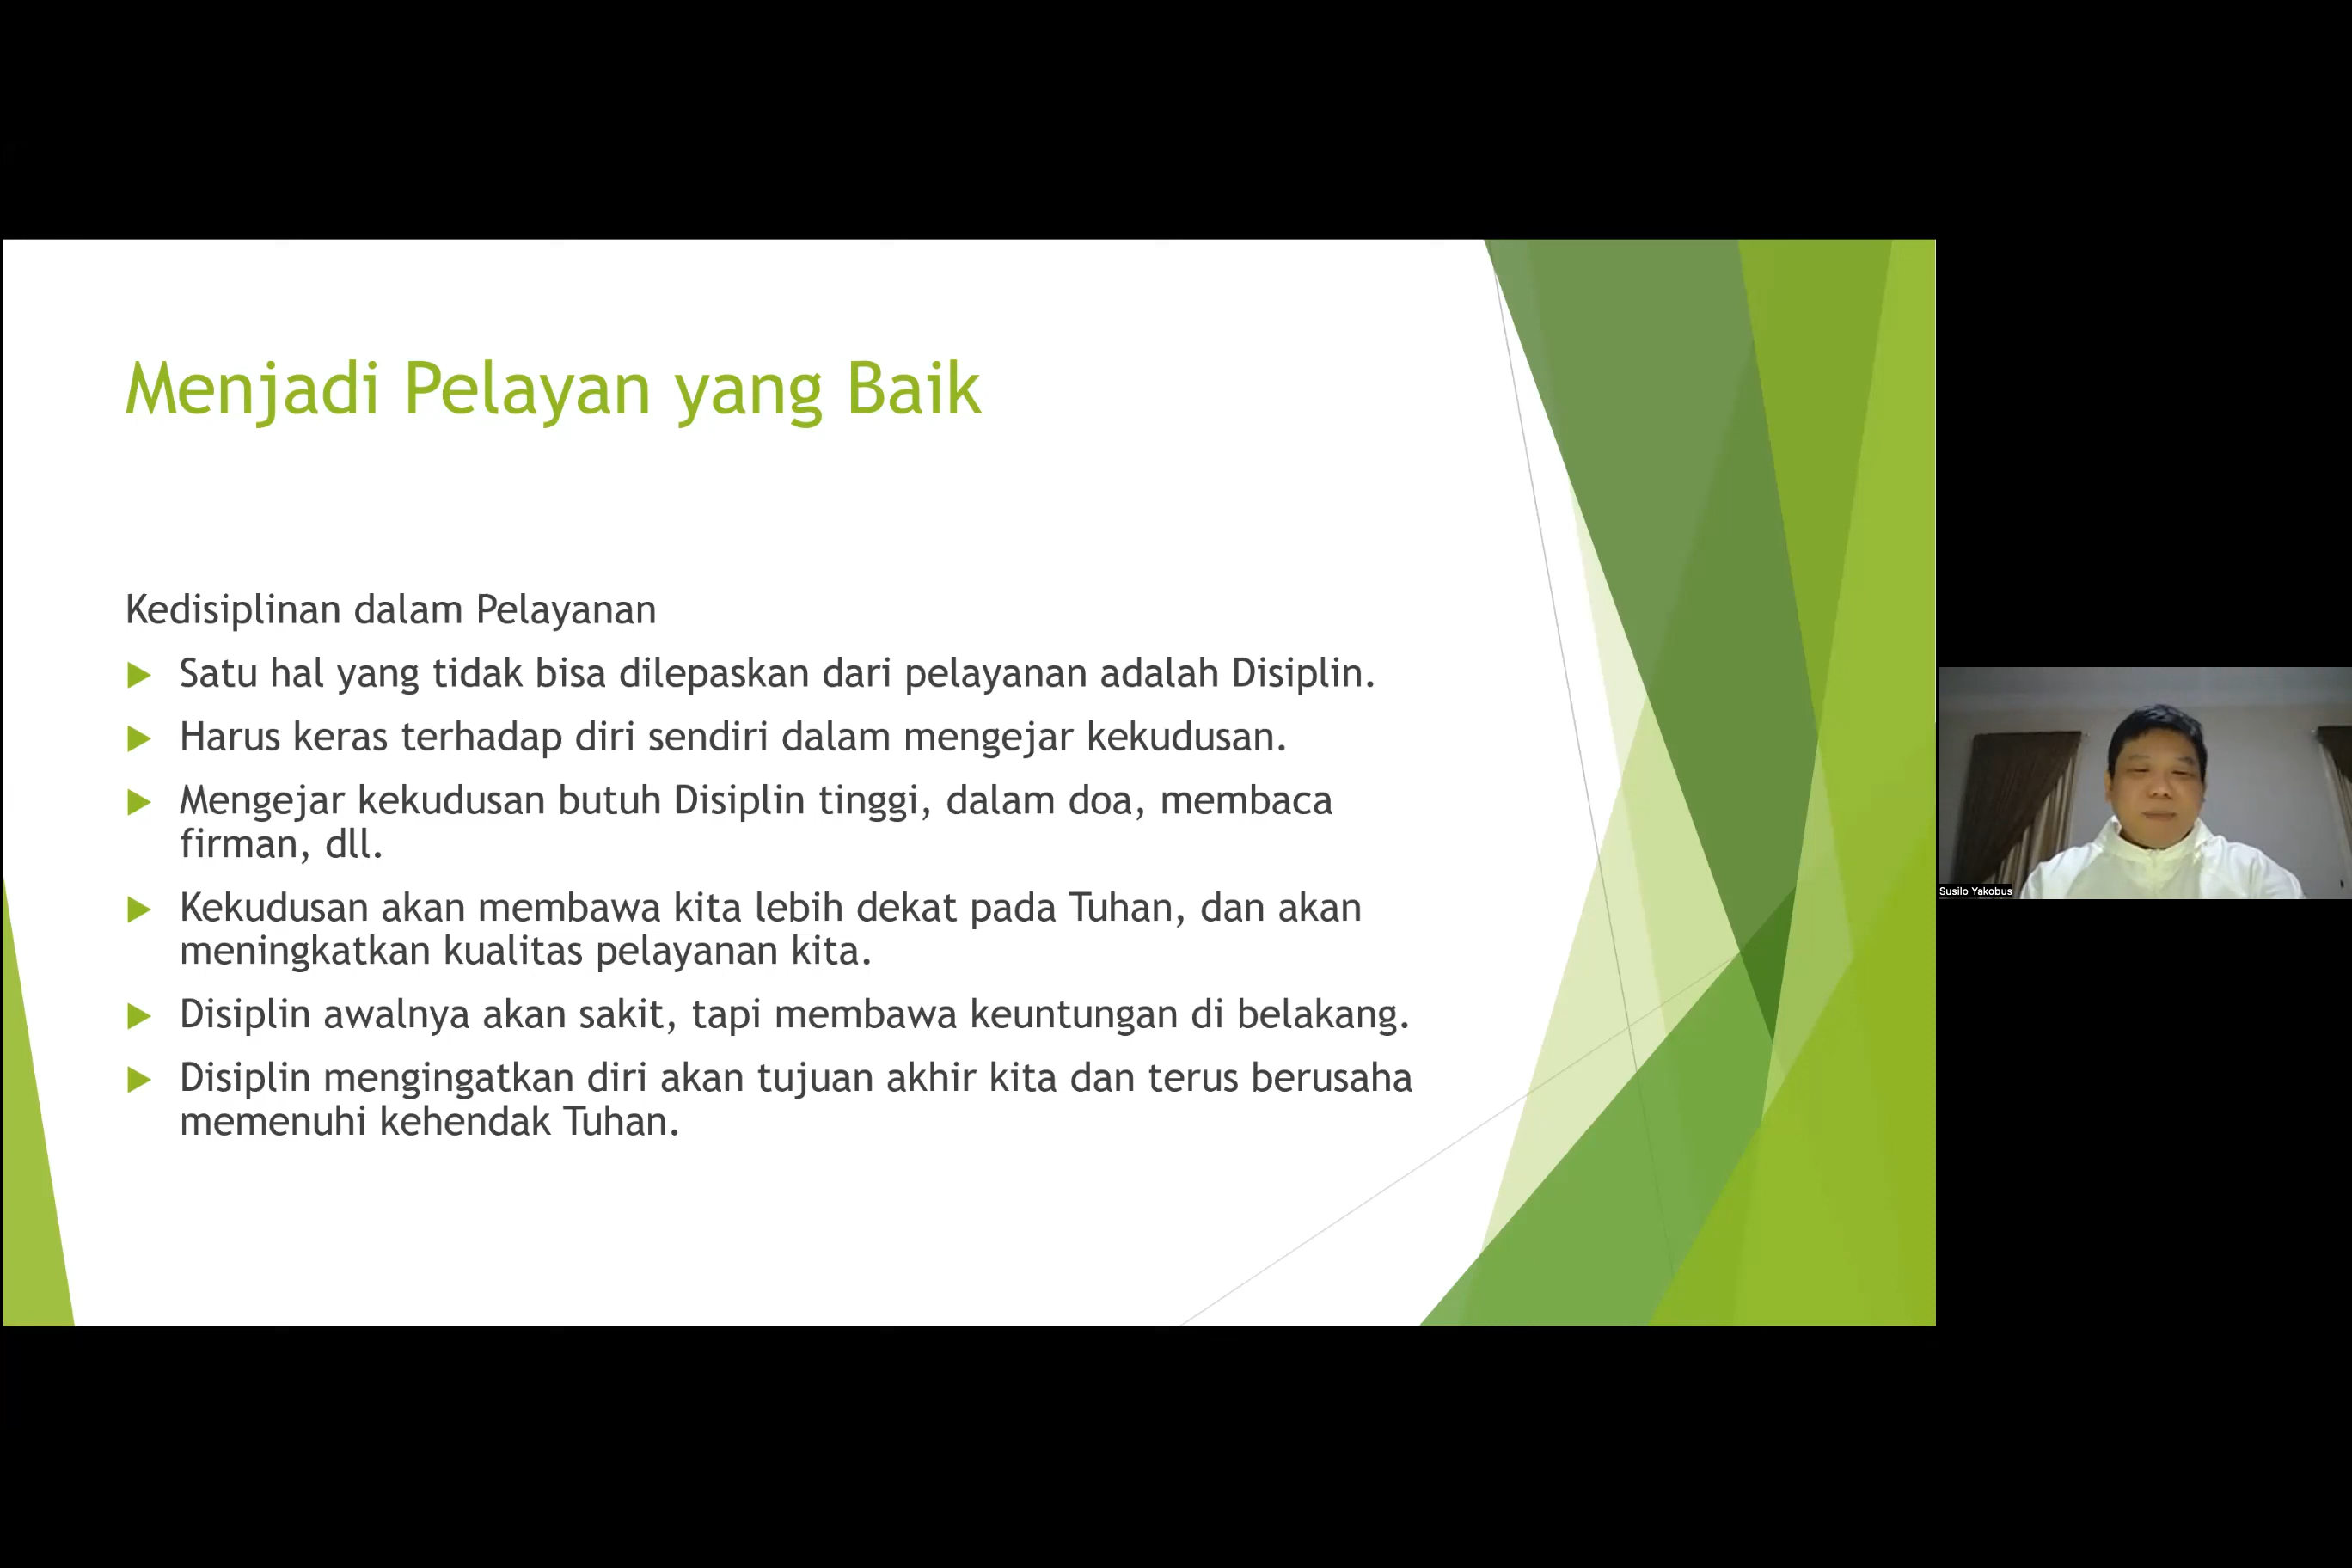 Menjadi Pelayan yang Baik
Kedisiplinan dalam Pelayanan
Satu hal yang tidak bisa dilepaskan dari pelayanan adalah Disiplin.
Harus keras terhadap diri sendiri dalam mengejar kekudusan.
Mengejar kekudusan butuh Disiplin tinggi, dalam doa, membaca
firman, dll.
Kekudusan akan membawa kita lebih dekat pada Tuhan, dan akan
meningkatkan kualitas pelayanan kita.
Disiplin awalnya akan sakit, tapi membawa keuntungan di belakang.
Disiplin mengingatkan diri akan tujuan akhir kita dan terus berusaha
memenuhi kehendak Tuhan.
Susilo Yakobus